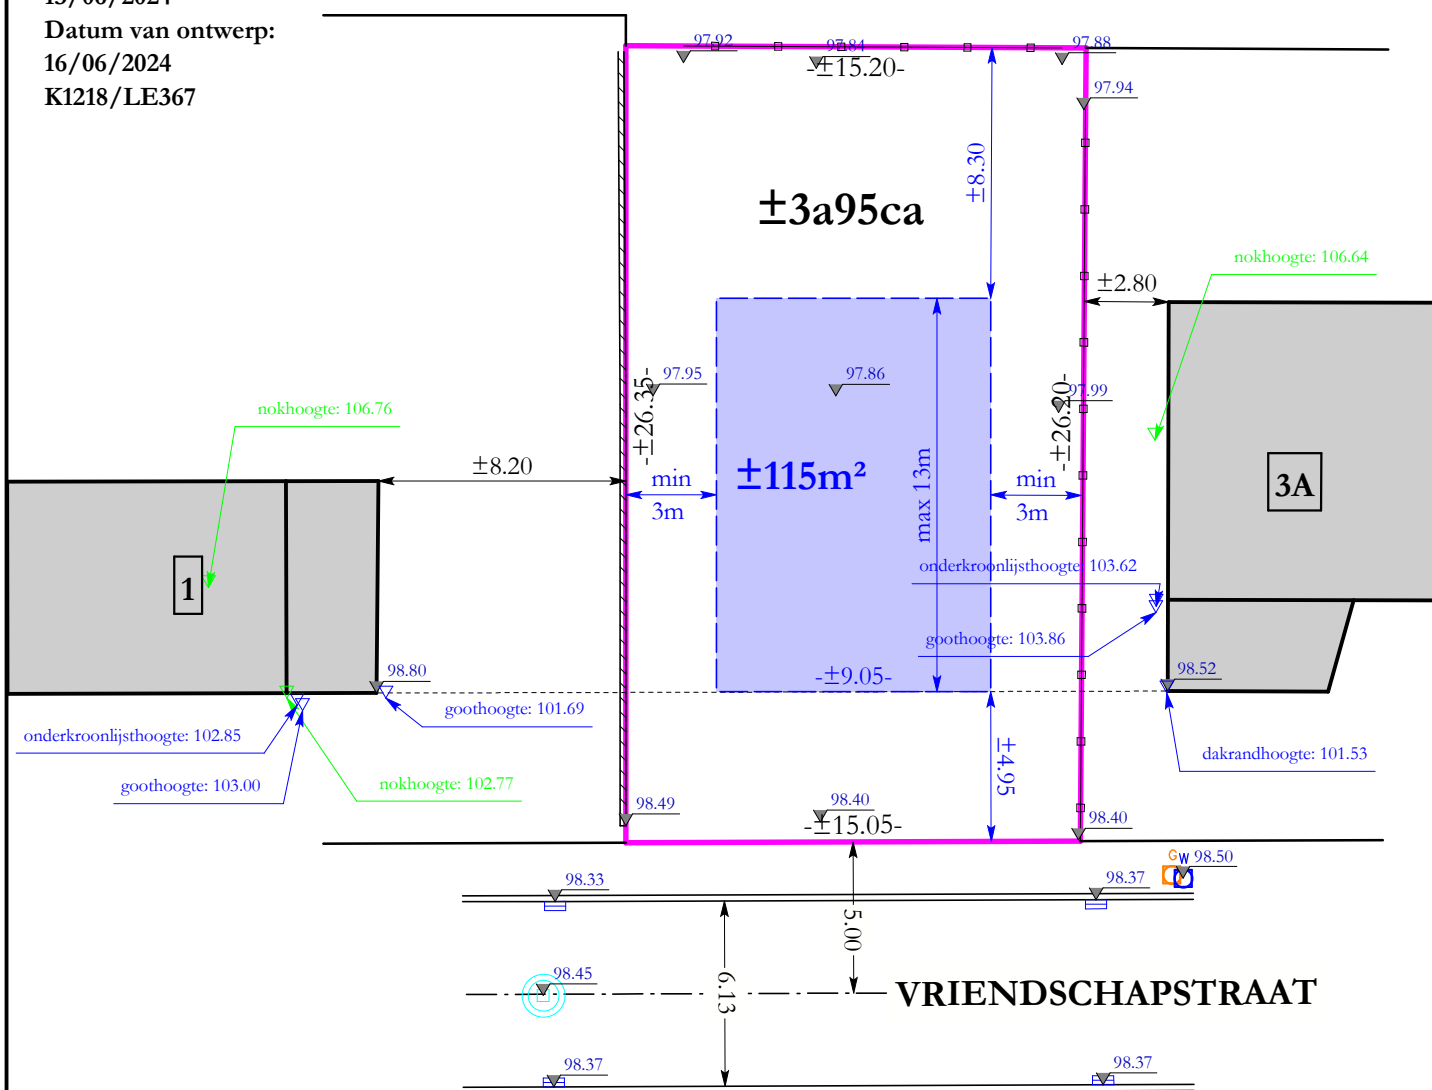 Datum van ontwerp:
16/06/2024
K1218/LE367
97.92
97.84
97.88
-±15.20-
97.94
±8.30
±3a95ca
nokhoogte: 106.64
±2.80
97.95
97.86
97.99
-±26.35-
-±26.20-
nokhoogte: 106.76
±8.20
min
3m
±115m²
max 13m
min
3m
3A
1
onderkroonlijsthoogte: 103.62
goothoogte: 103.86
98.80
-±9.05-
98.52
goothoogte: 101.69
onderkroonlijsthoogte: 102.85
goothoogte: 103.00
nokhoogte: 102.77
±4.95
dakrandhoogte: 101.53
98.49
98.40
-±15.05-
98.40
G W 98.50
98.33
98.37
5.00
98.45
6.13
VRIENDSCHAPSTRAAT
98.37
98.37